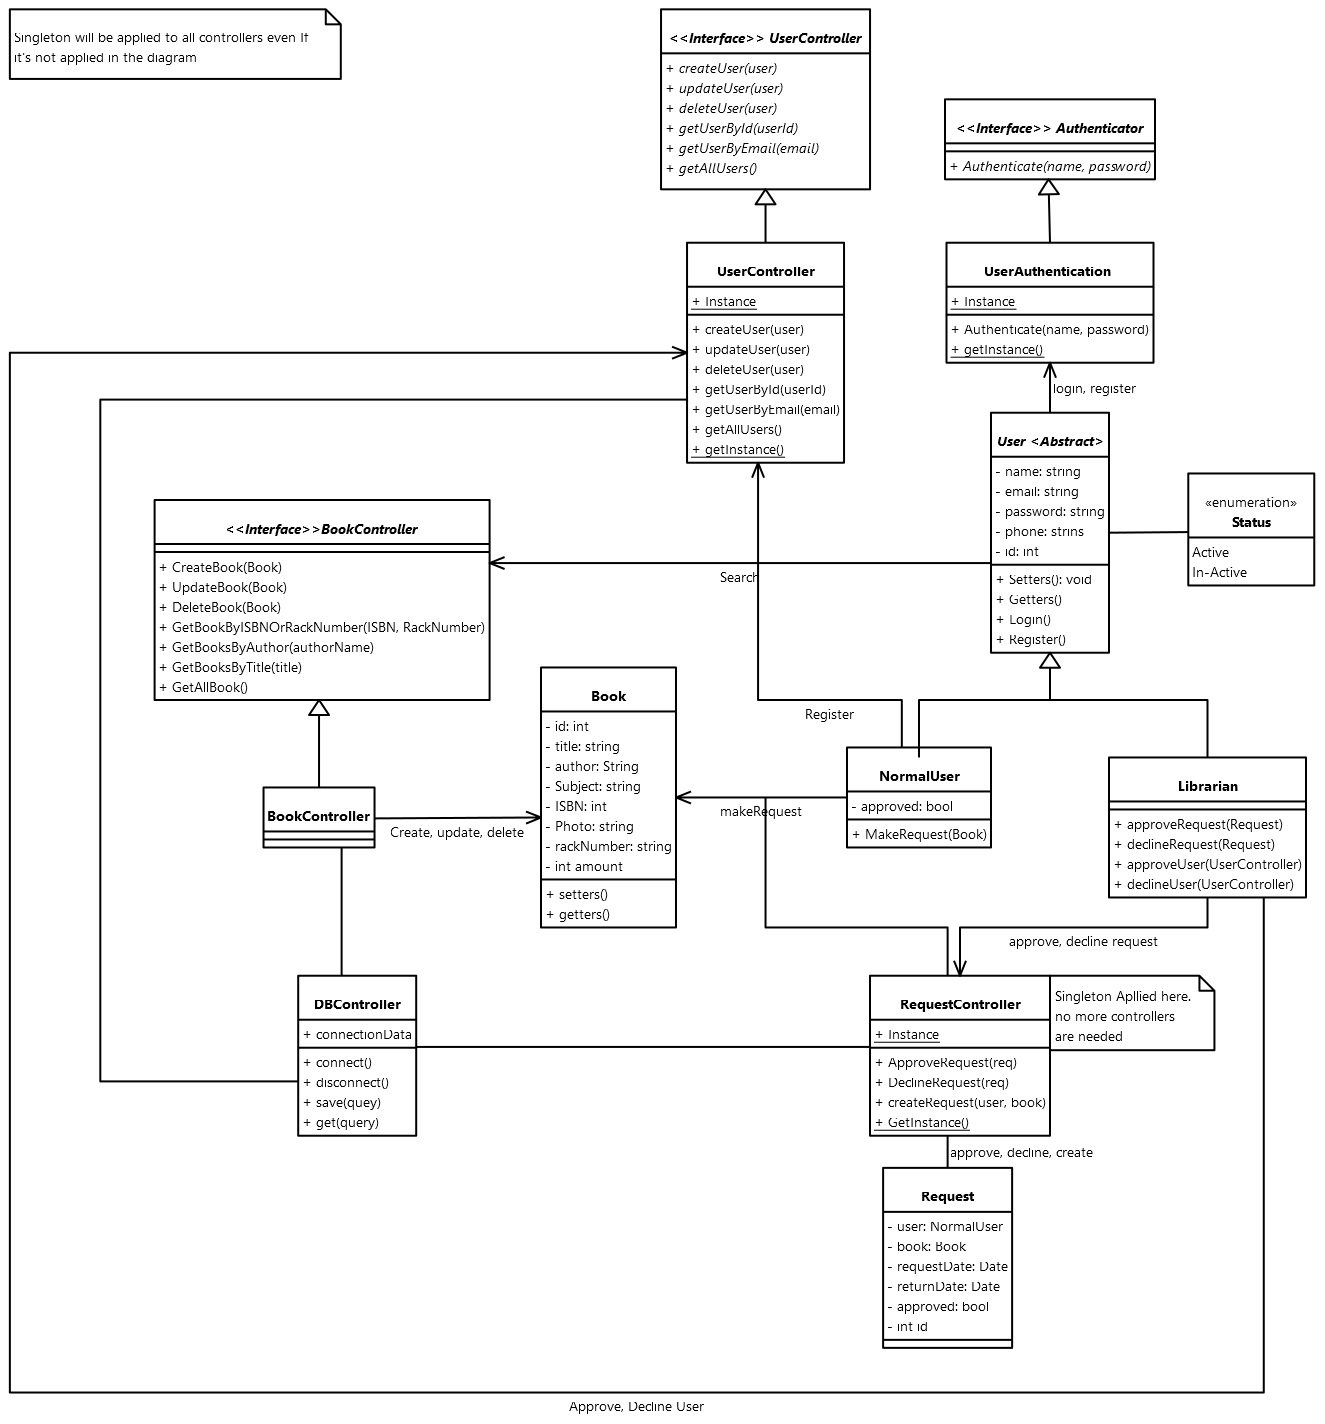 Singleton will be applied to all controllers even If
it's not applied in the diagram
<<Interface>> UserController
+ createUser(user)
+ updateUser(user)
+ deleteUser(user)
+ getUserById(userId)
+ getUserByEmail(email)
+ getAllUsers()
<<Interface>> Authenticator
+ Authenticate(name, password)
UserController
+ Instance
+ createUser(user)
+ updateUser(user)
+ deleteUser(user)
+ getUserById(userId)
+ getUserByEmail(email)
+ getAllUsers()
+ getInstance()
UserAuthentication
+ Instance
+ Authenticate(name, password)
+ getInstance()
login, register
User <Abstract>
- name: string
- email: string
- password: string
- phone: strins
- id: int
+ Setters(): void
+ Getters()
+ Login()
+ Register()
«enumeration»
Status
Active
In-Active
<<Interface>>BookController
+ CreateBook(Book)
+ UpdateBook(Book)
+ DeleteBook(Book)
+ GetBookByISBNOrRackNumber(ISBN, RackNumber)
+ GetBooksByAuthor(authorName)
+ GetBooksByTitle(title)
+ GetAllBook()
Search
Book
- id: int
- title: string
- author: String
- Subject: string
- ISBN: int
- Photo: string
- rackNumber: string
- int amount
+ setters()
+ getters()
Register
NormalUser
- approved: bool
+ MakeRequest(Book)
makeRequest
Librarian
+ approveRequest(Request)
+ declineRequest(Request)
+ approveUser(UserController)
+ declineUser(UserController)
BookController
Create, update, delete
approve, decline request
DBController
+ connectionData
+ connect()
+ disconnect()
+ save(quey)
+ get(query)
RequestController
+ Instance
+ ApproveRequest(req)
+ DeclineRequest(req)
+ createRequest(user, book)
+ GetInstance()
Singleton Apllied here.
no more controllers
are needed
approve, decline, create
Request
- user: NormalUser
- book: Book
- requestDate: Date
- returnDate: Date
- approved: bool
- int id
Approve, Decline User